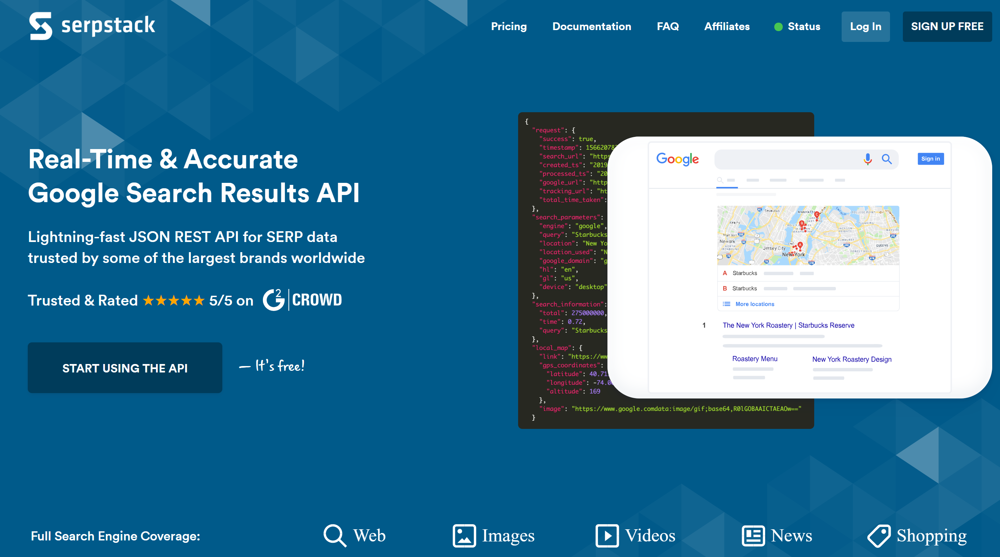 serpstack
Pricing
Documentation
FAQ
Affiliates
Status
Log In
SIGN UP FREE
Real-Time & Accurate
Google Search Results API
Lightning-fast JSON REST API for SERP data
trusted by some of the largest brands worldwide
Trusted & Rated ★★★★★ 5/5 on G2 | CROWD
START USING THE API
— It's free!
{
"request": {
"success": true,
"timestamp": 15662078
"search_url": "https
"created_ts": "2019
"processed_ts": "20
"google_url": "http
"tracking_url": "ht
"total_time_taken":
},
"search_parameters":
"engine": "google",
"query": "Starbucks
"location": "New Yo
"location_used": "N
"google_domain": "g
"hl": "en",
"gl": "us",
"device": "desktop"
},
"search_information":
"total": 275000000,
"time": 0.72,
"query": "Starbucks
},
"local_map": {
"link": "https://ww
"gps_coordinates":
"latitude": 40.71
"longitude": -74.00
"altitude": 169
},
"image": "https://www.google.comdata:image/gif;base64,R0lGOBAAICTAEAOw=="
}
Google
Sign in
Secaucus
COLLEGE POINT
FLUSHING
JACKSON
HEIGHTS
BAYSIDE
ELMHURST
QUEENS
FOREST HILLS
Newark
NORTH
IRONBOUND
Jersey City
New York
A Starbucks
B Starbucks
More locations
1 The New York Roastery | Starbucks Reserve
Roastery Menu
New York Roastery Design
Full Search Engine Coverage:
Web
Images
Videos
News
Shopping